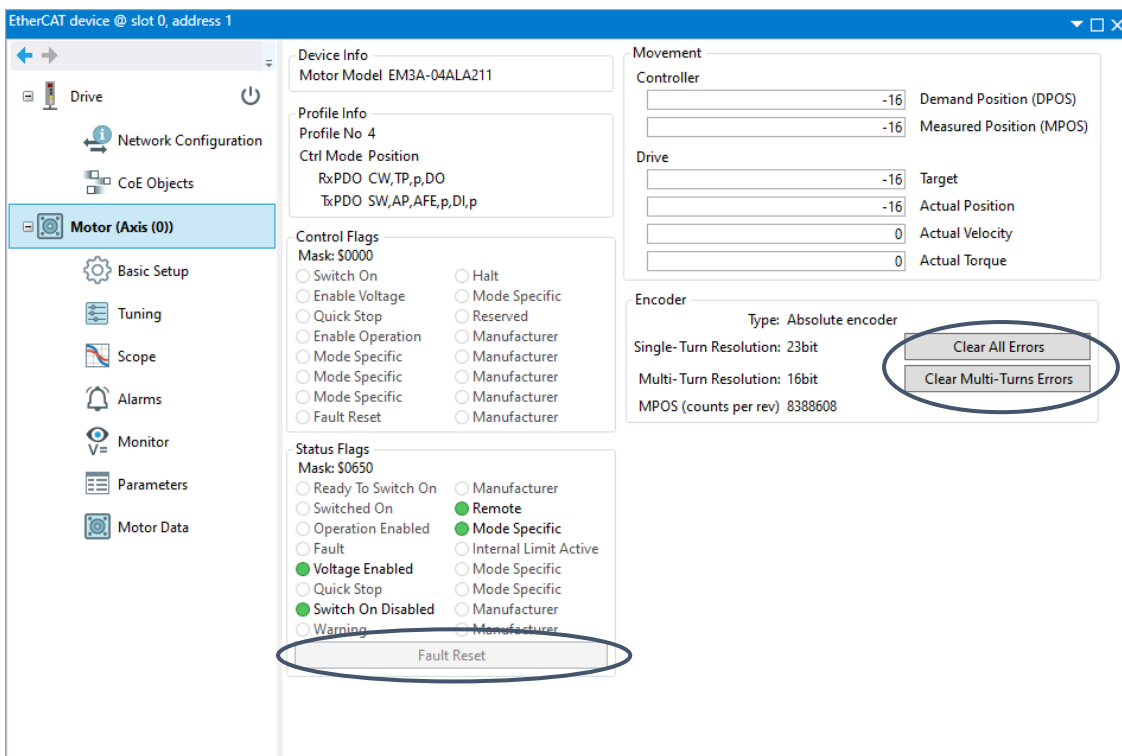 EtherCAT device @ slot 0, address 1
Drive
Network Configuration
CoE Objects
Motor (Axis (0))
Basic Setup
Tuning
Scope
Alarms
V=
Monitor
Parameters
Motor Data
Device Info
Motor Model EM3A-04ALA211
Profile Info
Profile No 4
Ctrl Mode Position
RxPDO CW,TP,p,DO
TxPDO SW,AP,AFE,p,DI,p
Control Flags
Mask: $0000
Switch On Halt
Enable Voltage Mode Specific
Quick Stop Reserved
Enable Operation Manufacturer
Mode Specific Manufacturer
Mode Specific Manufacturer
Mode Specific Manufacturer
Fault Reset Manufacturer
Status Flags
Mask: $0650
Ready To Switch On Manufacturer
Switched On Remote
Operation Enabled Mode Specific
Fault Internal Limit Active
Voltage Enabled Mode Specific
Quick Stop Mode Specific
Switch On Disabled Manufacturer
Warning Manufacturer
Fault Reset
Movement
Controller
-16 Demand Position (DPOS)
-16 Measured Position (MPOS)
Drive
-16 Target
-16 Actual Position
0 Actual Velocity
0 Actual Torque
Encoder
Type: Absolute encoder
Single-Turn Resolution: 23bit Clear All Errors
Multi-Turn Resolution: 16bit Clear Multi-Turns Errors
MPOS (counts per rev) 8388608